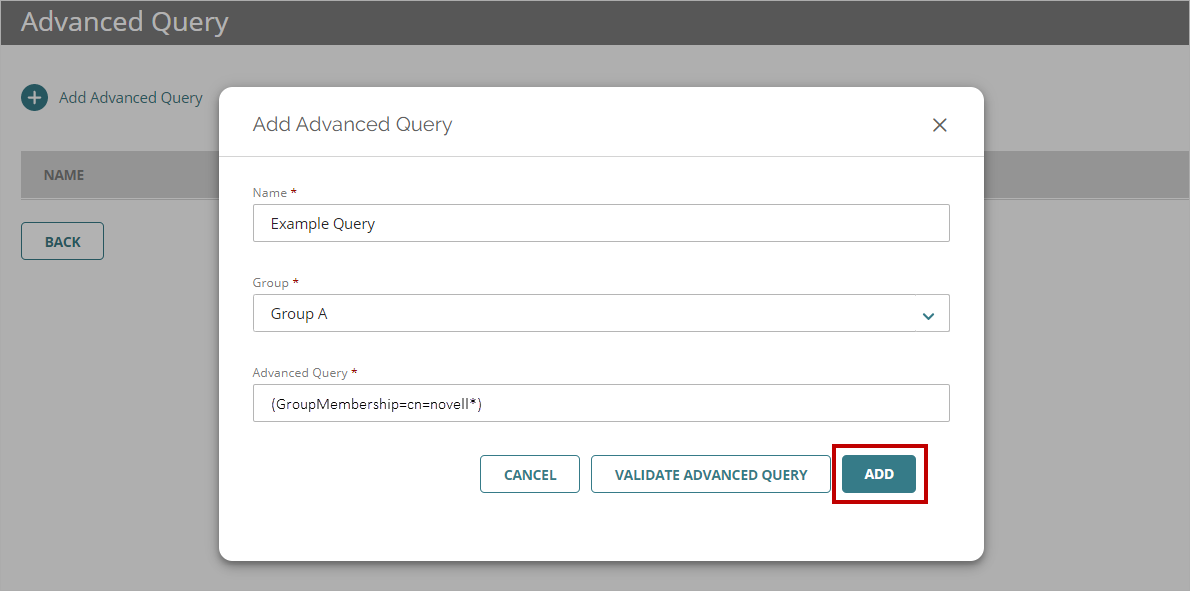 Advanced Query
Add Advanced Query
Add Advanced Query
NAME
Name *
Example Query
BACK
Group *
Group A
Advanced Query *
(GroupMembership=cn=novell*)
CANCEL
VALIDATE ADVANCED QUERY
ADD